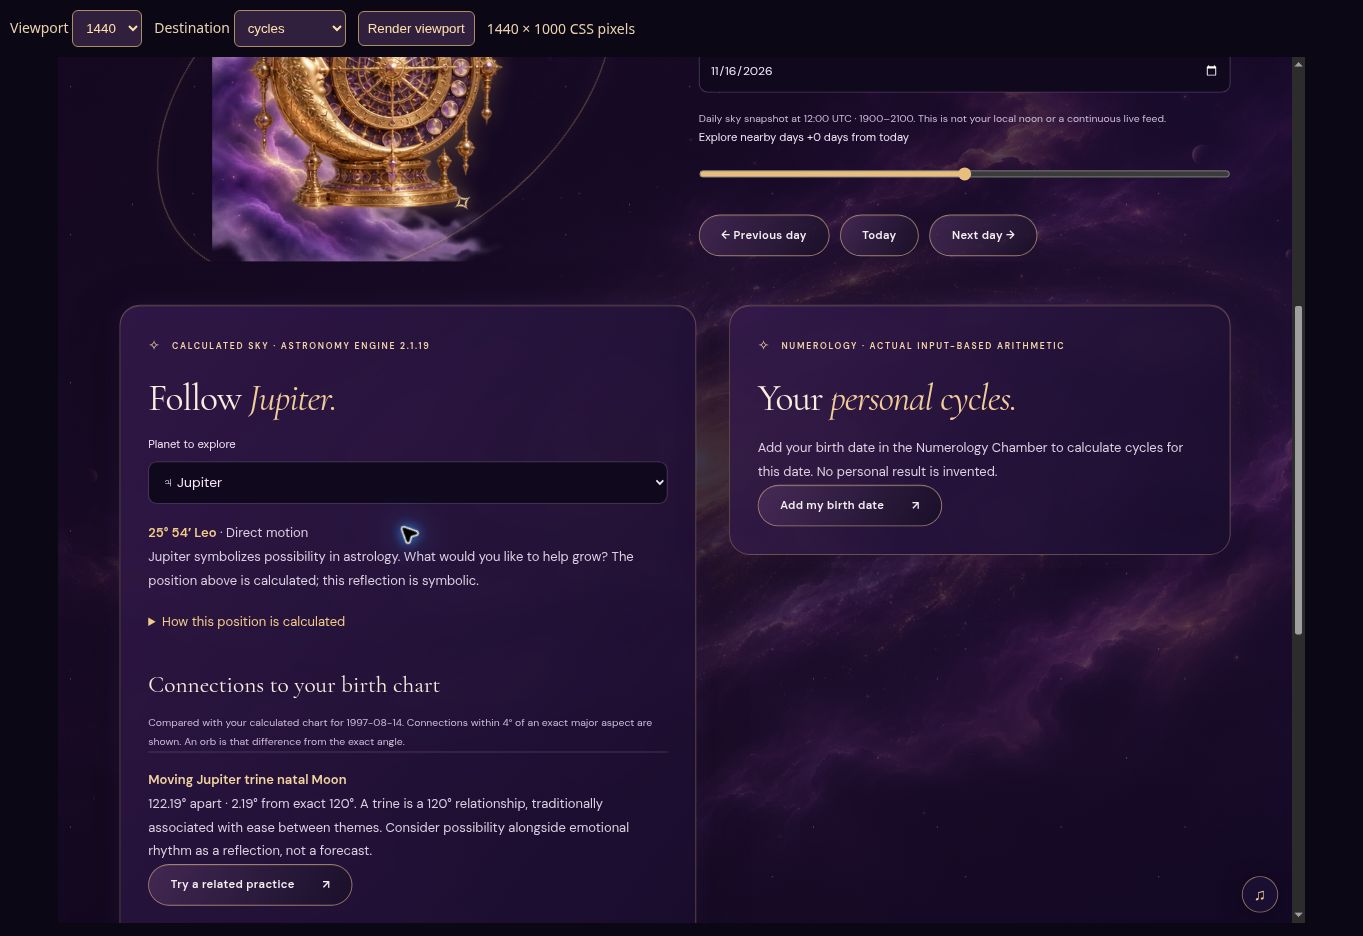 Viewport 1440 Destination cycles Render viewport 1440 × 1000 CSS pixels
11/16/2026
Daily sky snapshot at 12:00 UTC · 1900–2100. This is not your local noon or a continuous live feed.
Explore nearby days +0 days from today
← Previous day
Today
Next day →
CALCULATED SKY · ASTRONOMY ENGINE 2.1.19
Follow Jupiter.
Planet to explore
♃ Jupiter
25° 54′ Leo · Direct motion
Jupiter symbolizes possibility in astrology. What would you like to help grow? The
position above is calculated; this reflection is symbolic.
▶ How this position is calculated
Connections to your birth chart
Compared with your calculated chart for 1997-08-14. Connections within 4° of an exact major aspect are
shown. An orb is that difference from the exact angle.
Moving Jupiter trine natal Moon
122.19° apart · 2.19° from exact 120°. A trine is a 120° relationship, traditionally
associated with ease between themes. Consider possibility alongside emotional
rhythm as a reflection, not a forecast.
Try a related practice ↗
NUMEROLOGY · ACTUAL INPUT-BASED ARITHMETIC
Your personal cycles.
Add your birth date in the Numerology Chamber to calculate cycles for
this date. No personal result is invented.
Add my birth date ↗